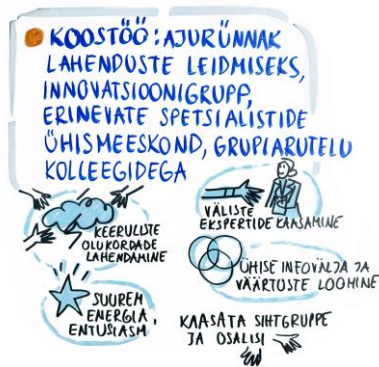 KOOSTÖÖ: AJURÜNNAK
LAHENDUSTE LEIDMISEKS,
INNOVATSIOONIGRUPP,
ERINEVATE SPETSIALISTIDE
ÜHISMEESKOND, GRUPIARUTELU
KOLLEEGIDEGA
KEERULISTE
OLUKORDADE
LAHENDAMINE
VÄLISTE
EKSPERTIDE KAASAMINE
SUUREM
ENERGIA,
ENTUSIASM
ÜHISE INFOVÄLJA JA
VÄÄRTUSTE LOOMINE
KAASATA SIHTGRUPPE
JA OSALISI